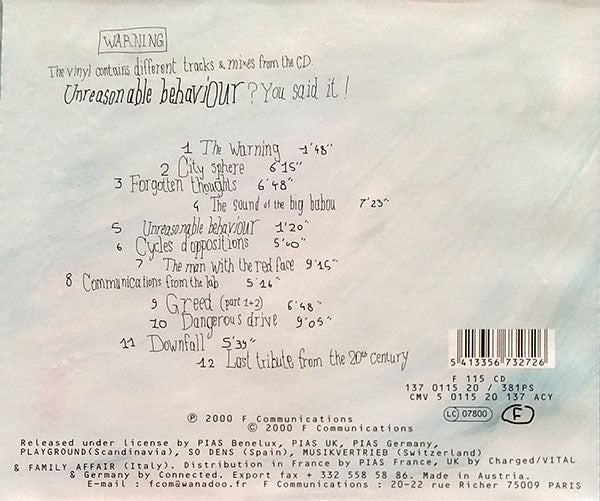 WARNING
The vinyl contains different tracks & mixes from the CD.
Unreasonable behaviour ? You said it !
1 The Warning 1'48"
2 City sphere 6'15"
3 Forgotten thoughts 6'48"
4 The sound of the big babou 7'23"
5 Unreasonable behaviour 1'20"
6 Cycles d'oppositions 5'00"
7 The man with the red face 9'15"
8 Communications from the lab 5'16"
9 Greed (part 1+2) 6'48"
10 Dangerous drive 9'05"
11 Downfall 5'39"
12 Last tribute from the 20th century
5 413356 732726
F 115 CD
137 0115 20 / 381PS
CMV 5 0115 20 137 ACY
LC 07800 F
℗ 2000 F Communications
© 2000 F Communications
Released under license by PIAS Benelux, PIAS UK, PIAS Germany,
PLAYGROUND(Scandinavia), SO DENS (Spain), MUSIKVERTRIEB (Switzerland)
& FAMILY AFFAIR (Italy). Distribution in France by PIAS France, UK by Charged/VITAL
& Germany by Connected. Export fax + 332 558 58 86. Made in Austria.
E-mail : fcom@wanadoo.fr F Communications : 20-22 rue Richer 75009 PARIS